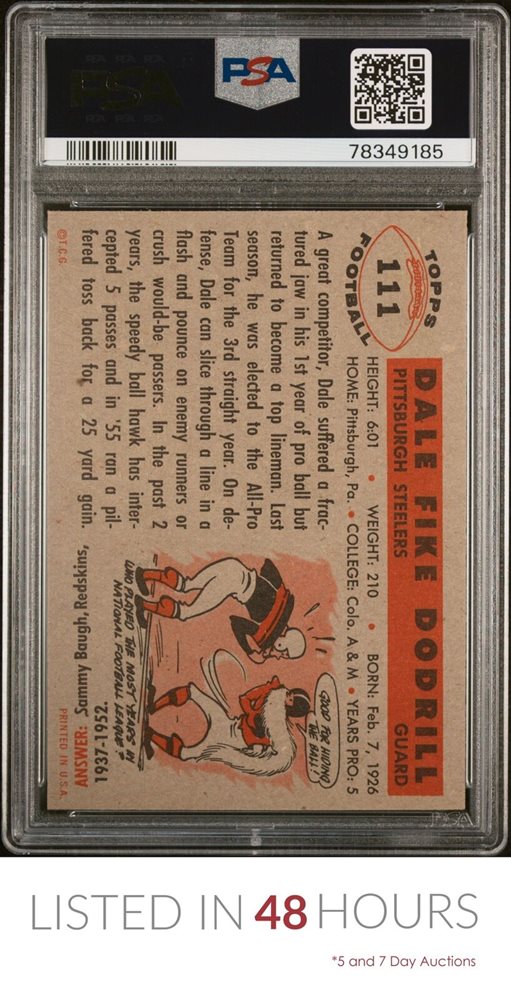 PSA
78349185
TOPPS
111
FOOTBALL
DALE FIKE DODRILL
PITTSBURGH STEELERS GUARD
HEIGHT: 6:01 • WEIGHT: 210 • BORN: Feb. 7, 1926
HOME: Pittsburgh, Pa. • COLLEGE: Colo. A & M • YEARS PRO: 5
A great competitor, Dale suffered a frac-
tured jaw in his 1st year of pro ball but
returned to become a top lineman. Last
season, he was elected to the All-Pro
Team for the 3rd straight year. On de-
fense, Dale can slice through a line in a
flash and pounce on enemy runners or
crush would-be passers. In the past 2
years, the speedy ball hawk has inter-
cepted 5 passes and in '55 ran a pil-
fered toss back for a 25 yard gain.
©T.C.G.
GOOD FOR HIDING
THE BALL!
WHO PLAYED THE MOST YEARS IN
NATIONAL FOOTBALL LEAGUE?
ANSWER: Sammy Baugh, Redskins,
1937-1952.
PRINTED IN U.S.A.
PSA
LISTED IN 48 HOURS
*5 and 7 Day Auctions